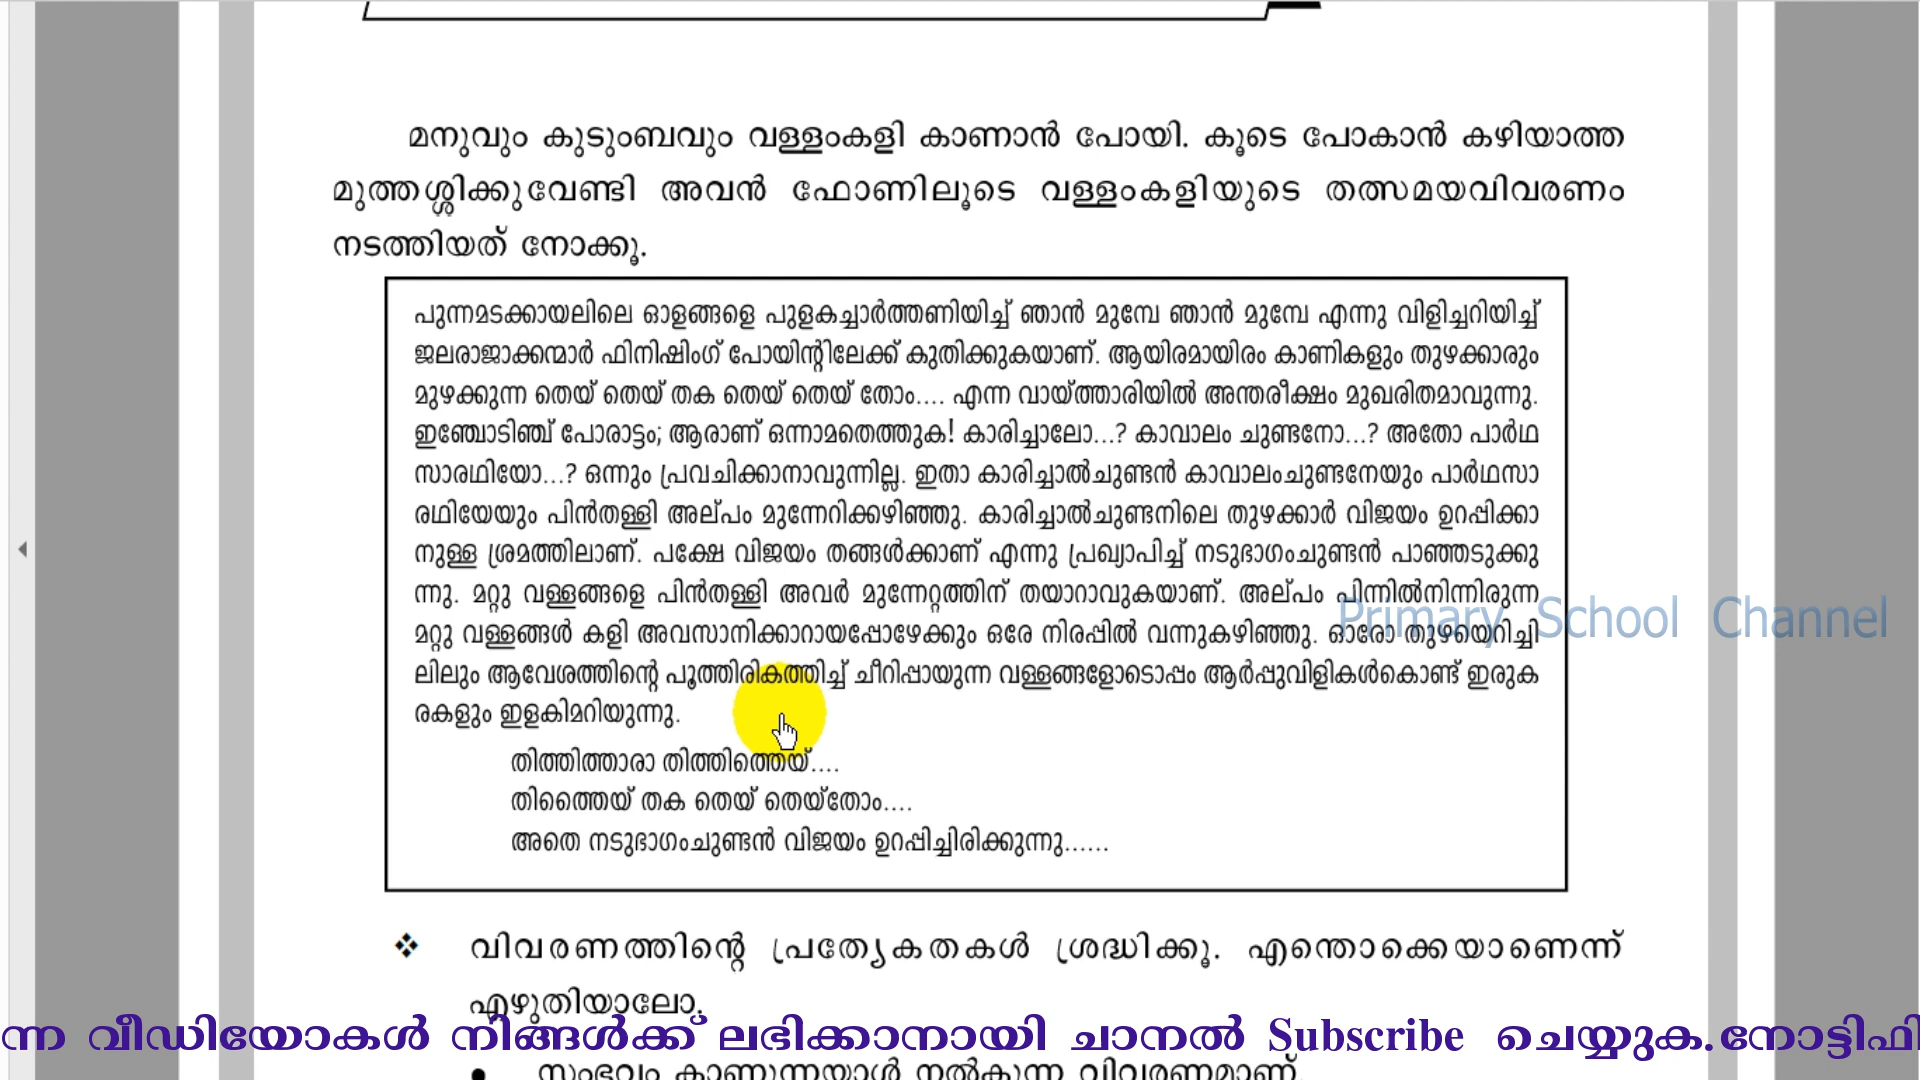 മനുവും കുടുംബവും വള്ളംകളി കാണാൻ പോയി. കൂടെ പോകാൻ കഴിയാത്ത
മുത്തശ്ശിക്കുവേണ്ടി അവൻ ഫോണിലൂടെ വള്ളംകളിയുടെ തത്സമയവിവരണം
നടത്തിയത് നോക്കൂ.
പുന്നമടക്കായലിലെ ഓളങ്ങളെ പുളകച്ചാർത്തണിയിച്ച് ഞാൻ മുമ്പേ ഞാൻ മുമ്പേ എന്നു വിളിച്ചറിയിച്ച്
ജലരാജാക്കന്മാർ ഫിനിഷിംഗ് പോയിന്റിലേക്ക് കുതിക്കുകയാണ്. ആയിരമായിരം കാണികളും തുഴക്കാരും
മുഴക്കുന്ന തെയ് തെയ് തക തെയ് തെയ് തോം.... എന്ന വായ്ത്താരിയിൽ അന്തരീക്ഷം മുഖരിതമാവുന്നു.
ഇഞ്ചോടിഞ്ച് പോരാട്ടം; ആരാണ് ഒന്നാമതെത്തുക! കാരിച്ചാലോ...? കാവാലം ചുണ്ടനോ...? അതോ പാർഥ
സാരഥിയോ...? ഒന്നും പ്രവചിക്കാനാവുന്നില്ല. ഇതാ കാരിച്ചാൽചുണ്ടൻ കാവാലംചുണ്ടനേയും പാർഥസാ
രഥിയേയും പിൻതള്ളി അല്പം മുന്നേറിക്കഴിഞ്ഞു. കാരിച്ചാൽചുണ്ടനിലെ തുഴക്കാർ വിജയം ഉറപ്പിക്കാ
നുള്ള ശ്രമത്തിലാണ്. പക്ഷേ വിജയം തങ്ങൾക്കാണ് എന്നു പ്രഖ്യാപിച്ച് നടുഭാഗംചുണ്ടൻ പാഞ്ഞടുക്കു
ന്നു. മറ്റു വള്ളങ്ങളെ പിൻതള്ളി അവർ മുന്നേറ്റത്തിന് തയാറാവുകയാണ്. അല്പം പിന്നിൽനിന്നിരുന്ന
മറ്റു വള്ളങ്ങൾ കളി അവസാനിക്കാറായപ്പോഴേക്കും ഒരേ നിരപ്പിൽ വന്നുകഴിഞ്ഞു. ഓരോ തുഴയെറിച്ചി
Primary School Channel
ലിലും ആവേശത്തിന്റെ പൂത്തിരികത്തിച്ച് ചീറിപ്പായുന്ന വള്ളങ്ങളോടൊപ്പം ആർപ്പുവിളികൾകൊണ്ട് ഇരുക
രകളും ഇളകിമറിയുന്നു.
തിത്തിത്താരാ തിത്തിത്തെയ്....
തിത്തൈയ് തക തെയ് തെയ്തോം....
അതെ നടുഭാഗംചുണ്ടൻ വിജയം ഉറപ്പിച്ചിരിക്കുന്നു......
❖ വിവരണത്തിന്റെ പ്രത്യേകതകൾ ശ്രദ്ധിക്കൂ. എന്തൊക്കെയാണെന്ന്
എഴുതിയാലോ.
ന്ന വീഡിയോകൾ നിങ്ങൾക്ക് ലഭിക്കാനായി ചാനൽ Subscribe ചെയ്യുക.നോട്ടിഫി
• സംഭവം കാണുന്നയാൾ നൽകുന്ന വിവരണമാണ്.